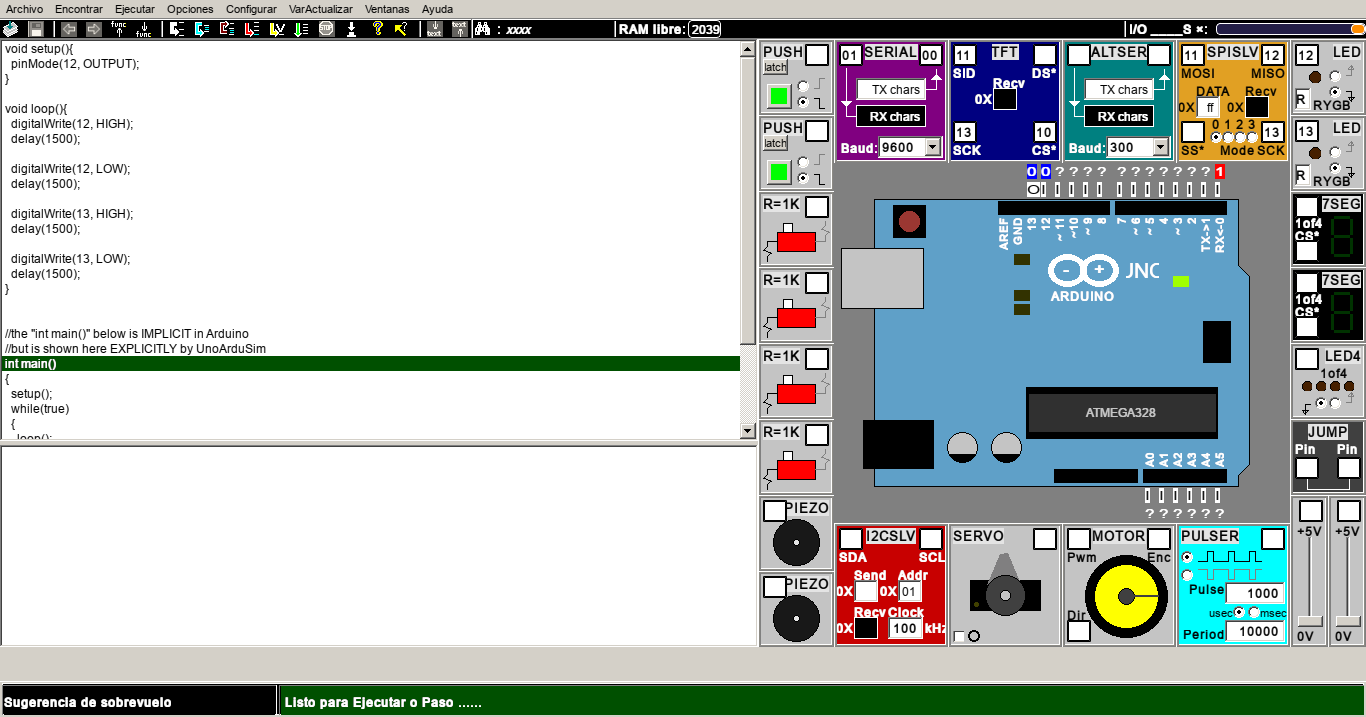 Archivo Encontrar Ejecutar Opciones Configurar VarActualizar Ventanas Ayuda
func func text text : xxxx RAM libre: 2039 I/O ____S *:
void setup(){
pinMode(12, OUTPUT);
}
void loop(){
digitalWrite(12, HIGH);
delay(1500);
digitalWrite(12, LOW);
delay(1500);
digitalWrite(13, HIGH);
delay(1500);
digitalWrite(13, LOW);
delay(1500);
}
//the "int main()" below is IMPLICIT in Arduino
//but is shown here EXPLICITLY by UnoArduSim
int main()
{
setup();
while(true)
{
loop();
PUSH
latch
PUSH
latch
R=1K
R=1K
R=1K
R=1K
PIEZO
PIEZO
01 SERIAL 00
TX chars
RX chars
Baud: 9600
11 TFT
SID DS*
Recv
0X
13 10
SCK CS*
ALTSER
TX chars
RX chars
Baud: 300
11 SPISLV 12
MOSI MISO
DATA Recv
0X ff 0X
0 1 2 3 13
SS* Mode SCK
0 0 ? ? ? ? ? ? ? ? ? ? ? 1
AREF GND 13 12 ~ 11 ~10 ~ 9 8 7 ~ 6 ~ 5 4 ~ 3 2 TX->1 RX<-0
- + JNO
ARDUINO
ATMEGA328
A0 A1 A2 A3 A4 A5
? ? ? ? ? ?
12 LED
R RYGB
13 LED
R RYGB
7SEG
1of4
CS*
7SEG
1of4
CS*
LED4
1of4
JUMP
Pin Pin
+5V +5V
0V 0V
I2CSLV
SDA SCL
Send Addr
0X 0X 01
Recv Clock
0X 100 kHz
SERVO
MOTOR
Pwm Enc
Dir
PULSER
Pulse 1000
usec msec
Period 10000
Sugerencia de sobrevuelo
Listo para Ejecutar o Paso ......